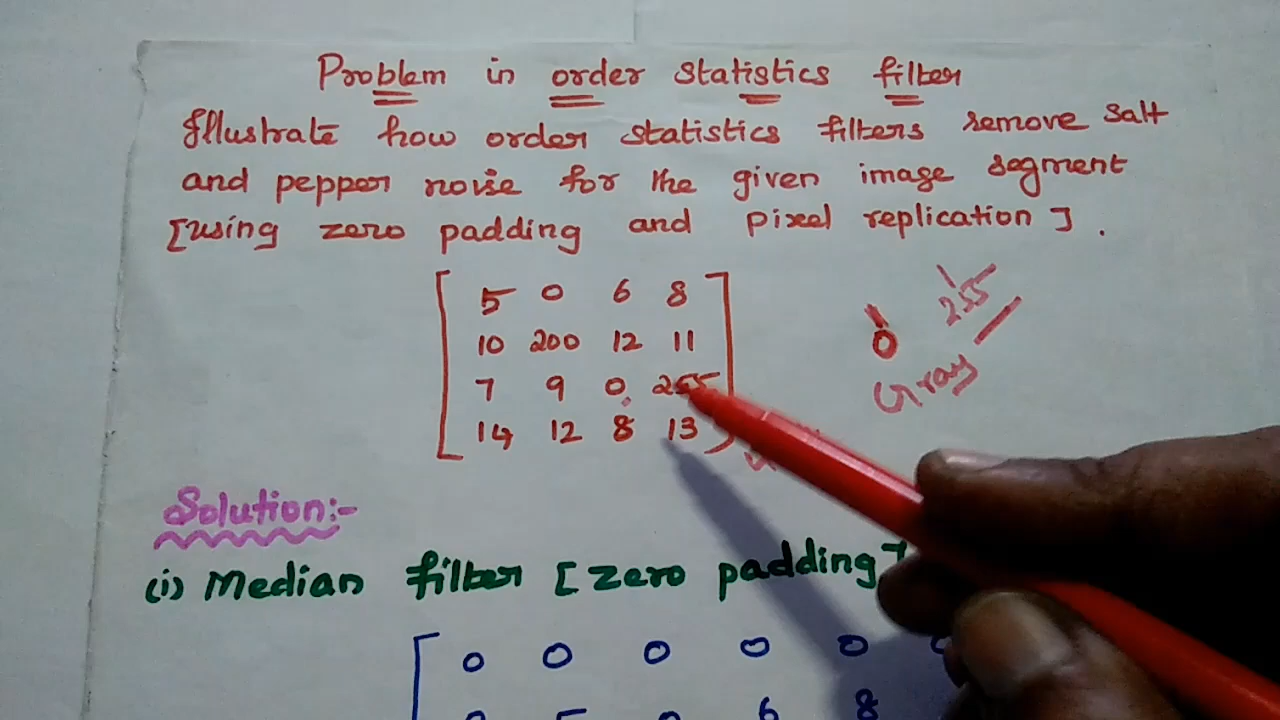 Problem in order statistics filter
Illustrate how order statistics filters remove salt
and pepper noise for the given image segment
[using zero padding and pixel replication].
5 0 6 8
10 200 12 11
7 9 0 255
14 12 8 13
0 255
Gray
Solution:-
(i) Median filter [zero padding]
0 0 0 0 0
6 8